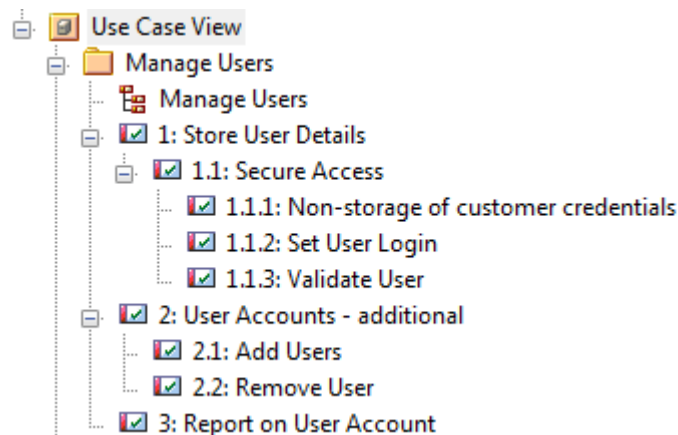 Use Case View
Manage Users
Manage Users
1: Store User Details
1.1: Secure Access
1.1.1: Non-storage of customer credentials
1.1.2: Set User Login
1.1.3: Validate User
2: User Accounts - additional
2.1: Add Users
2.2: Remove User
3: Report on User Account